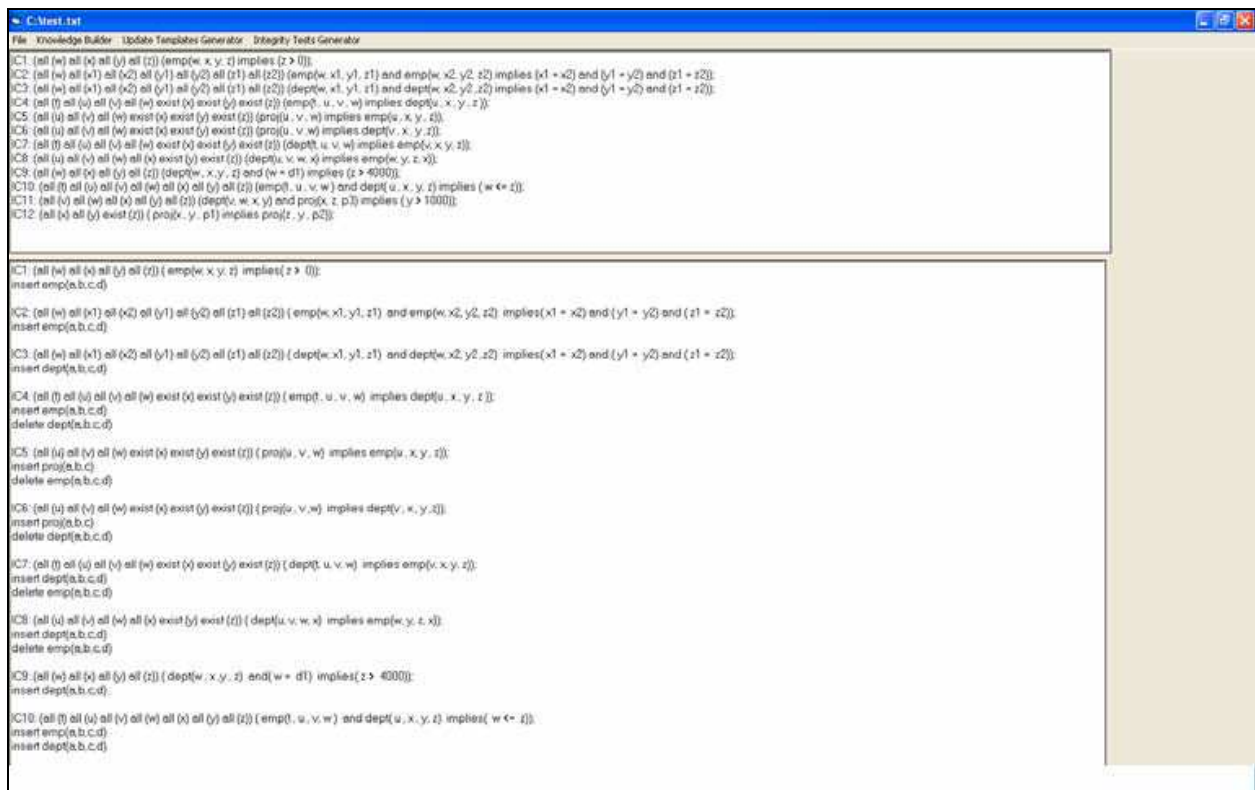 C:\test.txt
File Knowledge Builder Update Templates Generator Integrity Tests Generator
IC1: (all (w) all (x) all (y) all (z)) (emp(w, x, y, z) implies (z > 0));
IC2: (all (w) all (x1) all (x2) all (y1) all (y2) all (z1) all (z2)) (emp(w, x1, y1, z1) and emp(w, x2, y2, z2) implies (x1 = x2) and (y1 = y2) and (z1 = z2));
IC3: (all (w) all (x1) all (x2) all (y1) all (y2) all (z1) all (z2)) (dept(w, x1, y1, z1) and dept(w, x2, y2, z2) implies (x1 = x2) and (y1 = y2) and (z1 = z2));
IC4: (all (t) all (u) all (v) all (w) exist (x) exist (y) exist (z)) (emp(t, u , v , w) implies dept(u , x , y , z ));
IC5: (all (u) all (v) all (w) exist (x) exist (y) exist (z)) (proj(u , v , w) implies emp(u , x, y , z));
IC6: (all (u) all (v) all (w) exist (x) exist (y) exist (z)) (proj(u , v ,w) implies dept(v , x , y ,z));
IC7: (all (t) all (u) all (v) all (w) exist (x) exist (y) exist (z)) (dept(t, u, v, w) implies emp(v, x, y, z));
IC8: (all (u) all (v) all (w) all (x) exist (y) exist (z)) (dept(u, v, w, x) implies emp(w, y, z, x));
IC9: (all (w) all (x) all (y) all (z)) (dept(w , x ,y , z) and (w = d1) implies (z > 4000));
IC10: (all (t) all (u) all (v) all (w) all (x) all (y) all (z)) (emp(t, u , v, w ) and dept( u , x, y, z) implies ( w <= z));
IC11: (all (v) all (w) all (x) all (y) all (z)) (dept(v, w, x, y) and proj(x, z, p3) implies ( y > 1000));
IC12: (all (x) all (y) exist (z)) ( proj(x , y , p1) implies proj(z , y , p2));
IC1: (all (w) all (x) all (y) all (z)) ( emp(w, x, y, z) implies( z > 0));
insert emp(a,b,c,d)
IC2: (all (w) all (x1) all (x2) all (y1) all (y2) all (z1) all (z2)) ( emp(w, x1, y1, z1) and emp(w, x2, y2, z2) implies( x1 = x2) and ( y1 = y2) and ( z1 = z2));
insert emp(a,b,c,d)
IC3: (all (w) all (x1) all (x2) all (y1) all (y2) all (z1) all (z2)) ( dept(w, x1, y1, z1) and dept(w, x2, y2 ,z2) implies( x1 = x2) and ( y1 = y2) and ( z1 = z2));
insert dept(a,b,c,d)
IC4: (all (t) all (u) all (v) all (w) exist (x) exist (y) exist (z)) ( emp(t , u , v , w) implies dept(u , x , y , z ));
insert emp(a,b,c,d)
delete dept(a,b,c,d)
IC5: (all (u) all (v) all (w) exist (x) exist (y) exist (z)) ( proj(u , v , w) implies emp(u , x, y , z));
insert proj(a,b,c)
delete emp(a,b,c,d)
IC6: (all (u) all (v) all (w) exist (x) exist (y) exist (z)) ( proj(u , v ,w) implies dept(v , x , y ,z));
insert proj(a,b,c)
delete dept(a,b,c,d)
IC7: (all (t) all (u) all (v) all (w) exist (x) exist (y) exist (z)) ( dept(t, u, v, w) implies emp(v, x, y, z));
insert dept(a,b,c,d)
delete emp(a,b,c,d)
IC8: (all (u) all (v) all (w) all (x) exist (y) exist (z)) ( dept(u, v, w, x) implies emp(w, y, z, x));
insert dept(a,b,c,d)
delete emp(a,b,c,d)
IC9: (all (w) all (x) all (y) all (z)) ( dept(w , x ,y , z) and( w = d1) implies( z > 4000));
insert dept(a,b,c,d)
IC10: (all (t) all (u) all (v) all (w) all (x) all (y) all (z)) ( emp(t , u , v, w ) and dept( u , x, y, z) implies( w <= z));
insert emp(a,b,c,d)
insert dept(a,b,c,d)